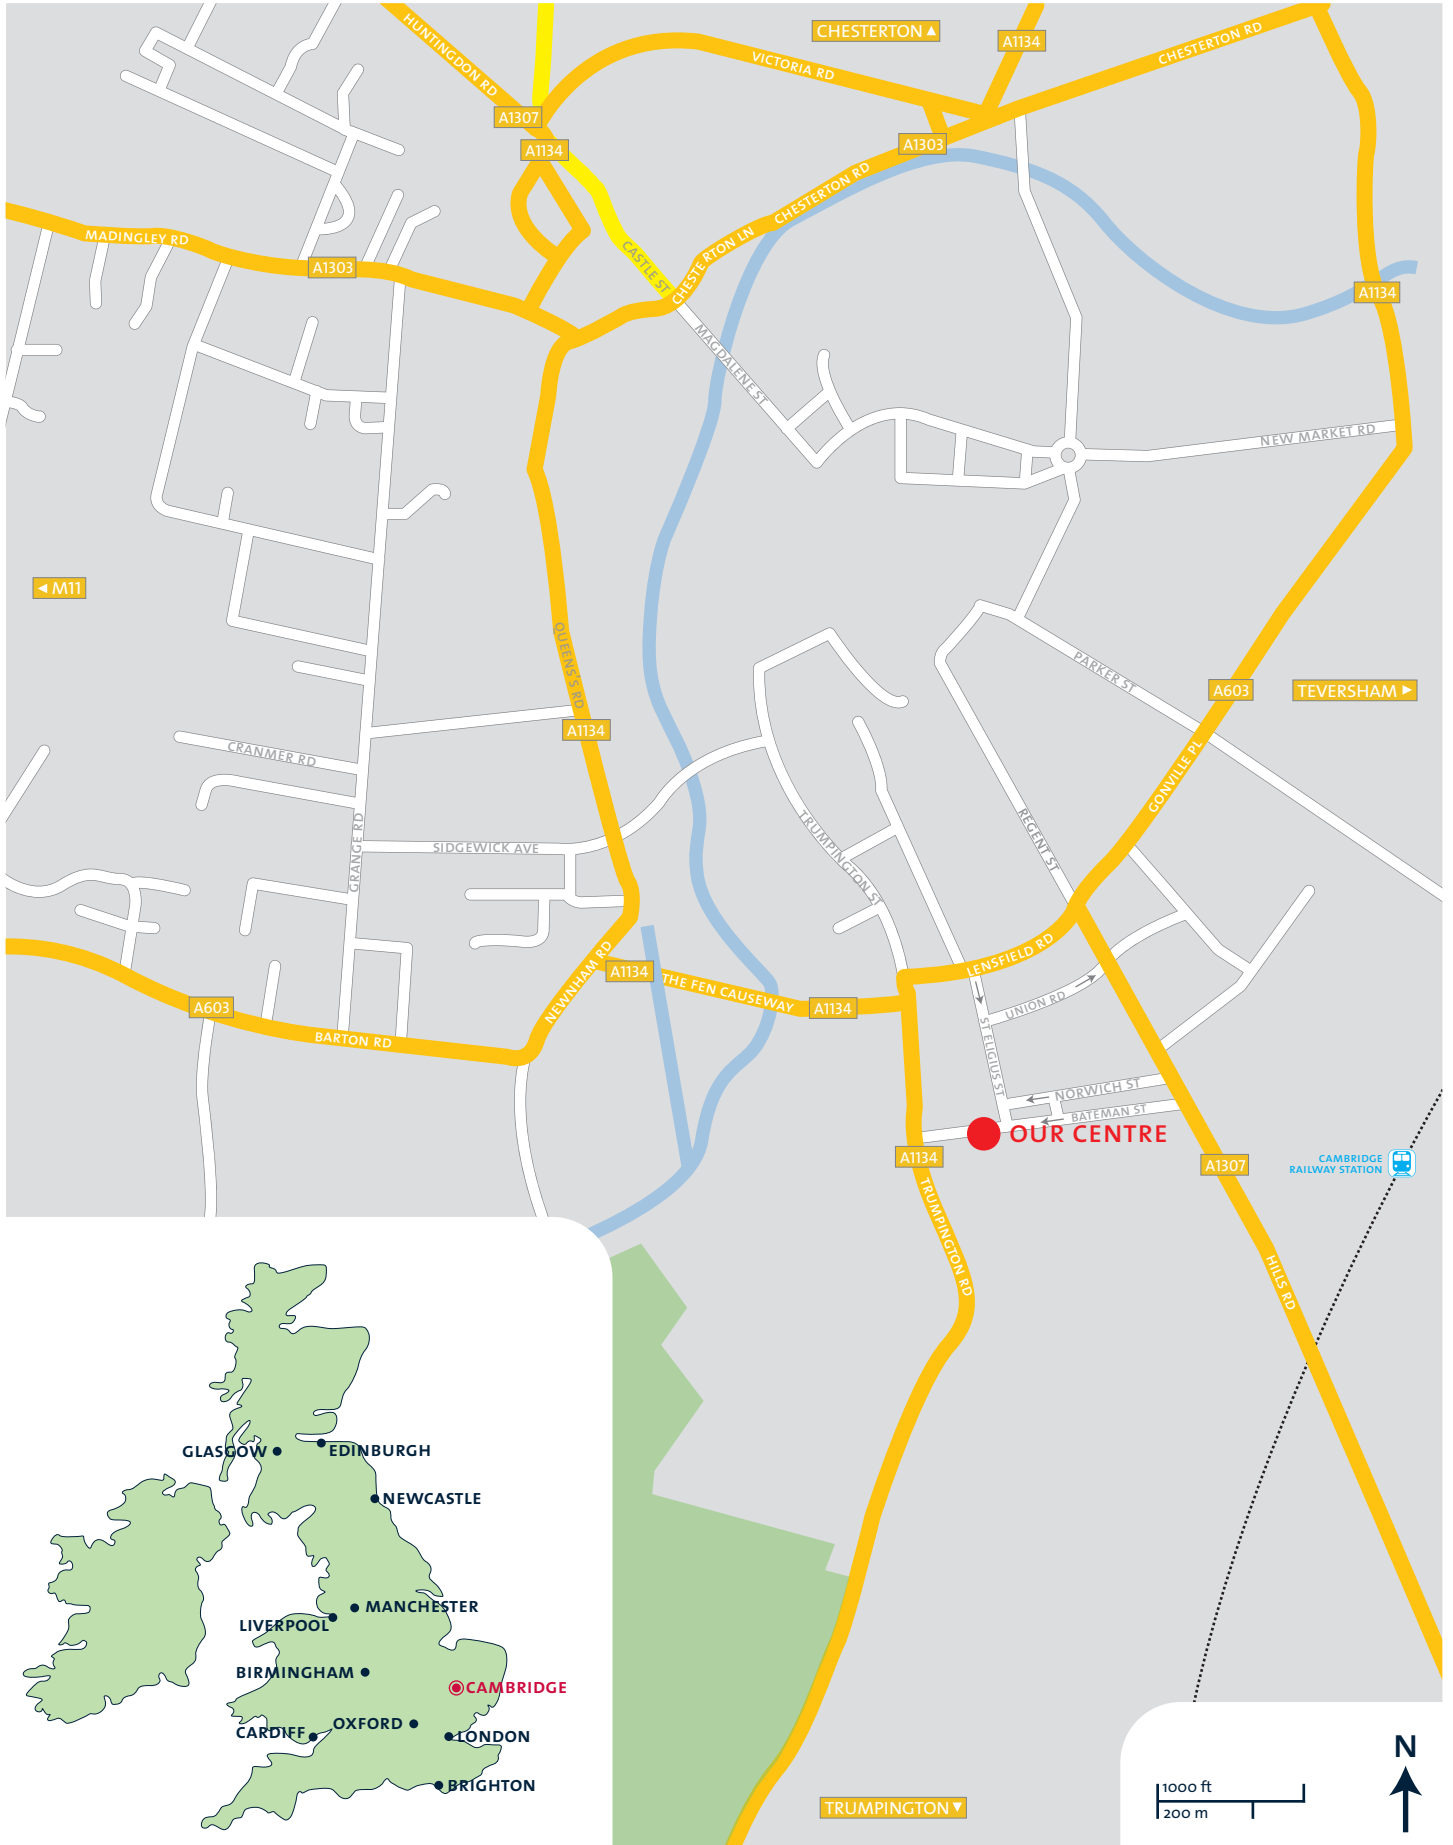 CHESTERTON ▲
A1134
CHESTERTON RD
HUNTINGDON RD
VICTORIA RD
A1307
A1134
A1303
CHESTERTON RD
MADINGLEY RD
A1303
CASTLE ST
CHESTERTON LN
A1134
MAGDALENE ST
NEW MARKET RD
◄ M11
QUEENS'S RD
PARKER ST
A603
TEVERSHAM ►
A1134
CRANMER RD
GONVILLE PL
GRANGE RD
SIDGEWICK AVE
TRUMPINGTON ST
REGENT ST
NEWNHAM RD
A1134
THE FEN CAUSEWAY
A1134
LENSFIELD RD
UNION RD
A603
BARTON RD
ST ELIGIUS ST
NORWICH ST
BATEMAN ST
OUR CENTRE
A1134
A1307
CAMBRIDGE
RAILWAY STATION
TRUMPINGTON RD
HILLS RD
GLASGOW
EDINBURGH
NEWCASTLE
MANCHESTER
LIVERPOOL
BIRMINGHAM
CAMBRIDGE
OXFORD
CARDIFF
LONDON
BRIGHTON
TRUMPINGTON ▼
N
1000 ft
200 m